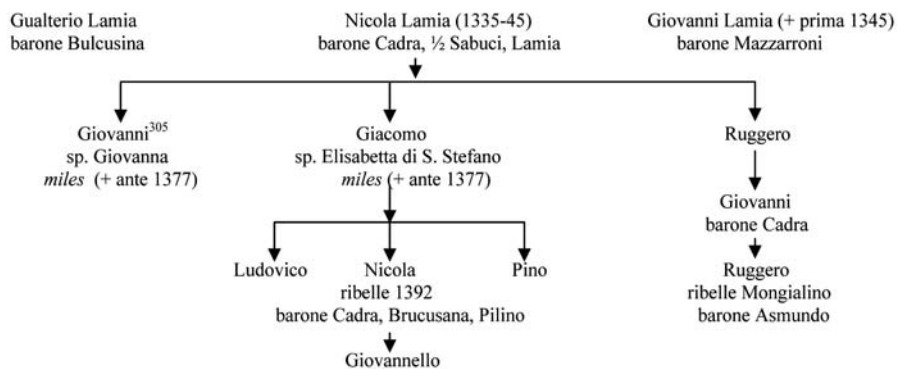 Gualterio Lamia
barone Bulcusina
Nicola Lamia (1335-45)
barone Cadra, ½ Sabuci, Lamia
Giovanni Lamia (+ prima 1345)
barone Mazzarroni
Giovanni305
sp. Giovanna
miles (+ ante 1377)
Giacomo
sp. Elisabetta di S. Stefano
miles (+ ante 1377)
Ruggero
Giovanni
barone Cadra
Ludovico
Nicola
ribelle 1392
barone Cadra, Brucusana, Pilino
Pino
Ruggero
ribelle Mongialino
barone Asmundo
Giovannello